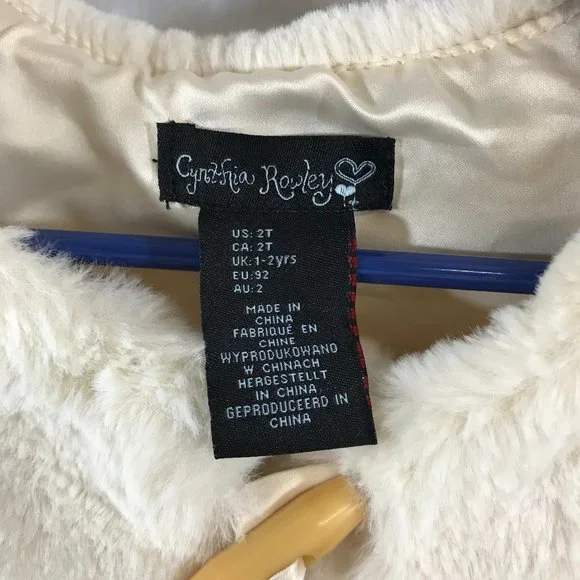 Cynthia Rowley
US: 2T
CA: 2T
UK: 1-2yrs
EU: 92
AU: 2
MADE IN
CHINA
FABRIQUÉ EN
CHINE
WYPRODUKOWANO
W CHINACH
HERGESTELLT
IN CHINA
GEPRODUCEERD IN
CHINA